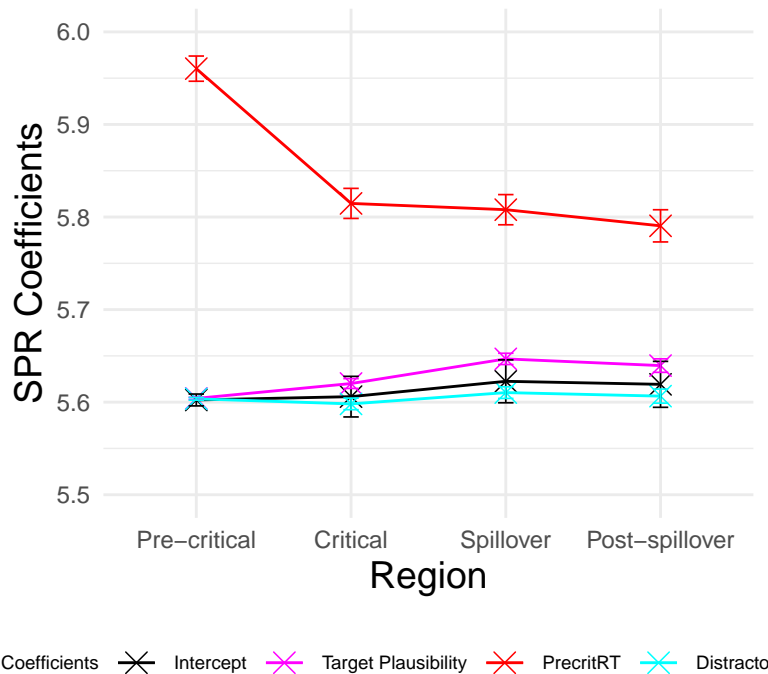 6.0
5.9
5.8
5.7
5.6
5.5
SPR Coefficients
Pre−critical Critical Spillover Post−spillover
Region
Coefficients Intercept Target Plausibility PrecritRT Distracto